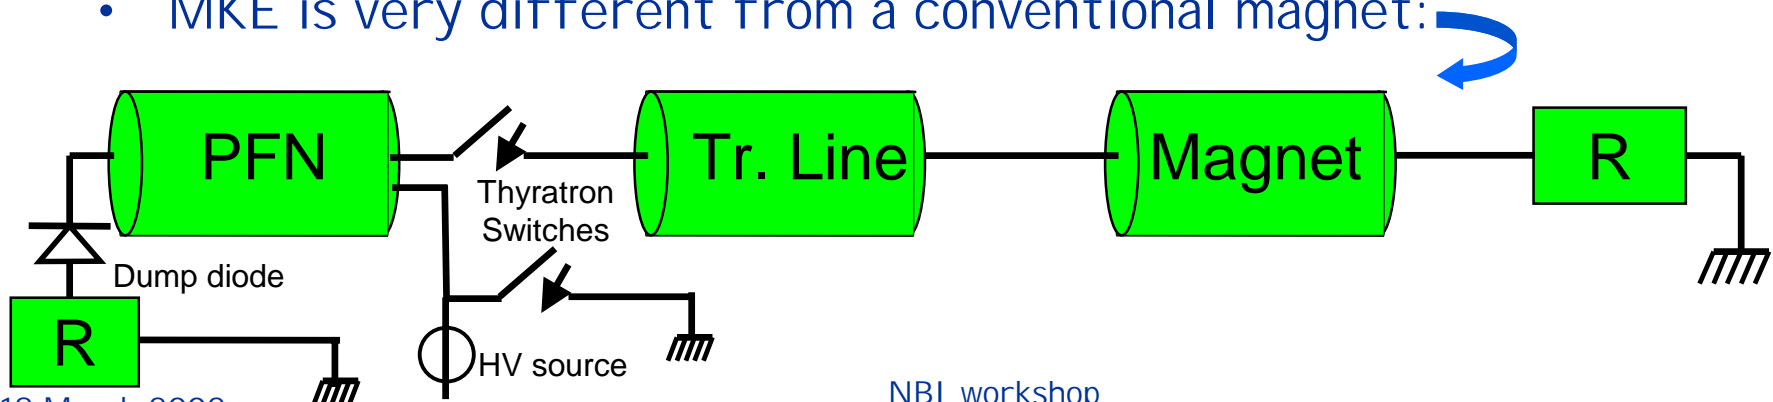 • MKE is very different from a conventional magnet:
PFN
Tr. Line
Magnet
R
Thyratron
Switches
Dump diode
R
HV source
NBI workshop